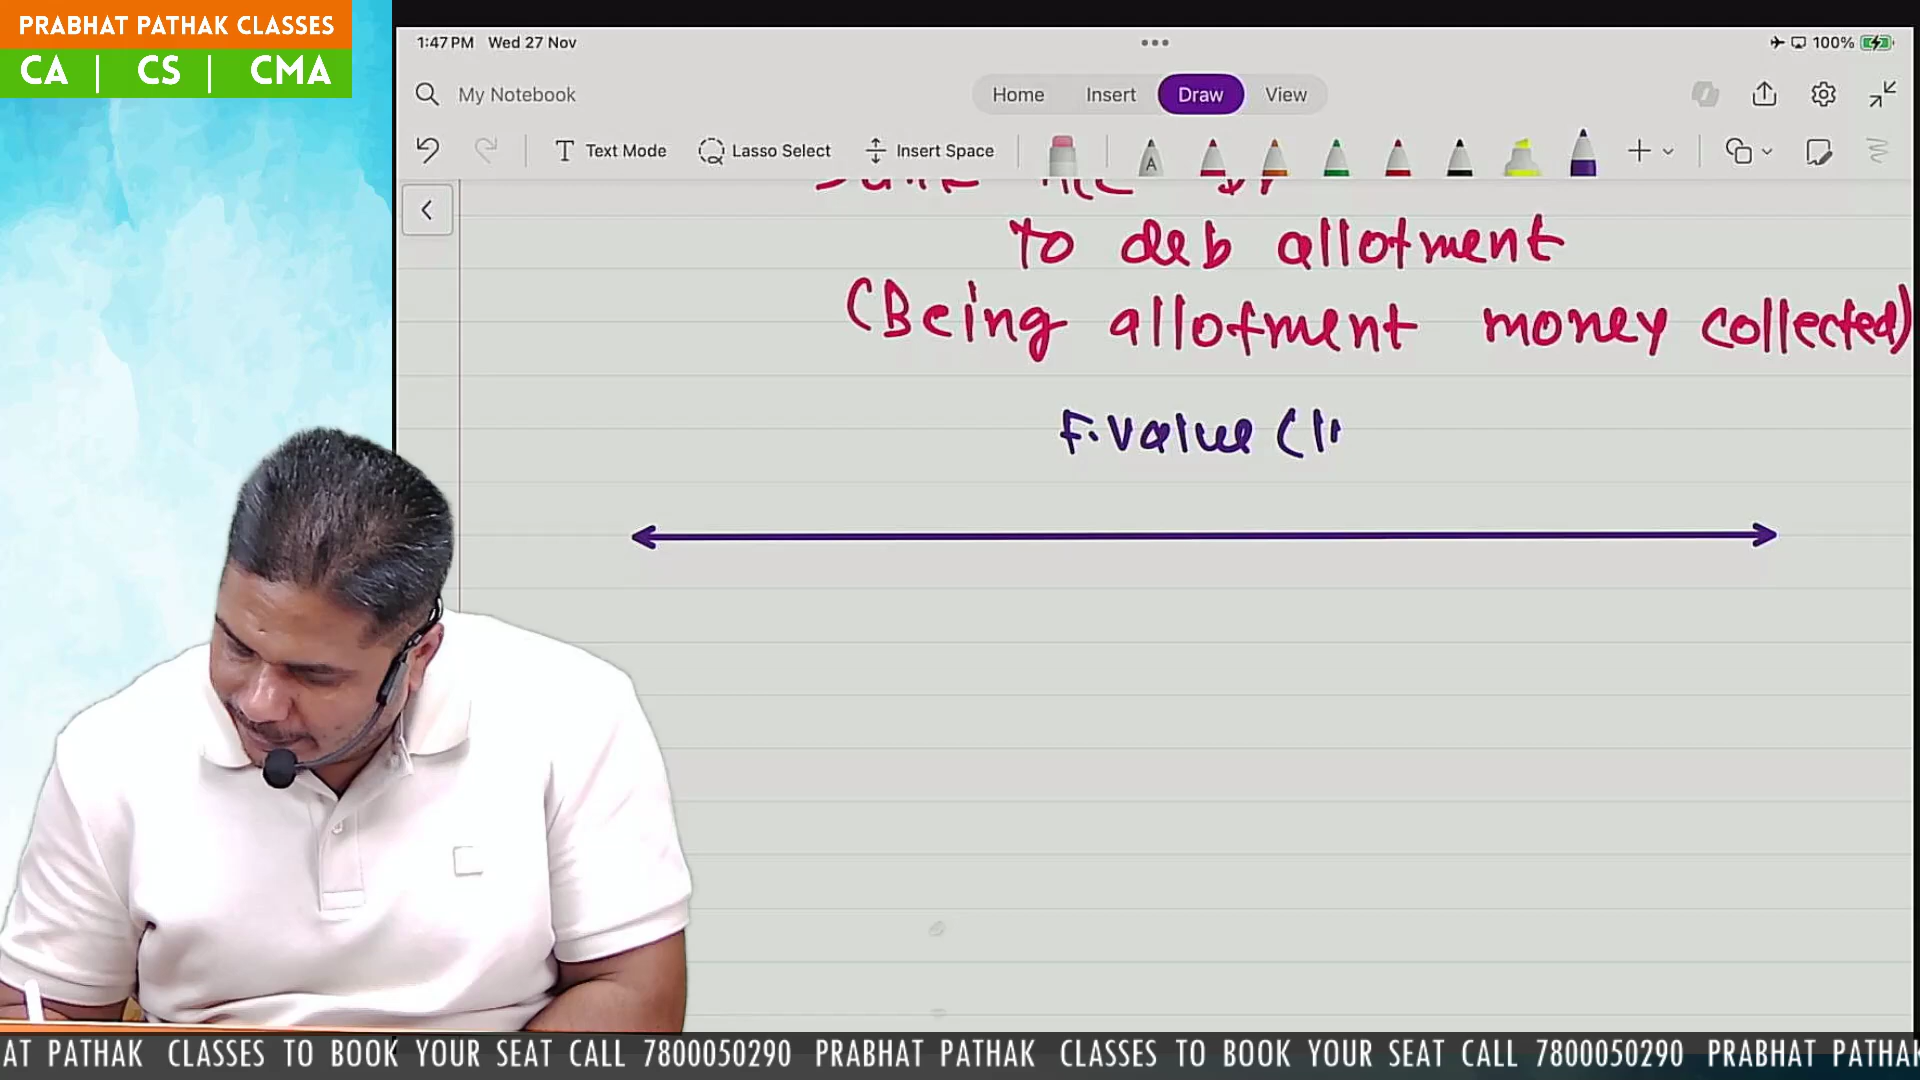 PRABHAT PATHAK CLASSES
CA | CS | CMA
1:47 PM Wed 27 Nov
100%
My Notebook
Home Insert Draw View
Text Mode Lasso Select Insert Space
A
to deb allotment
(Being allotment money collected)
F. Value (1
AT PATHAK CLASSES TO BOOK YOUR SEAT CALL 7800050290 PRABHAT PATHAK CLASSES TO BOOK YOUR SEAT CALL 7800050290 PRABHAT PATHA